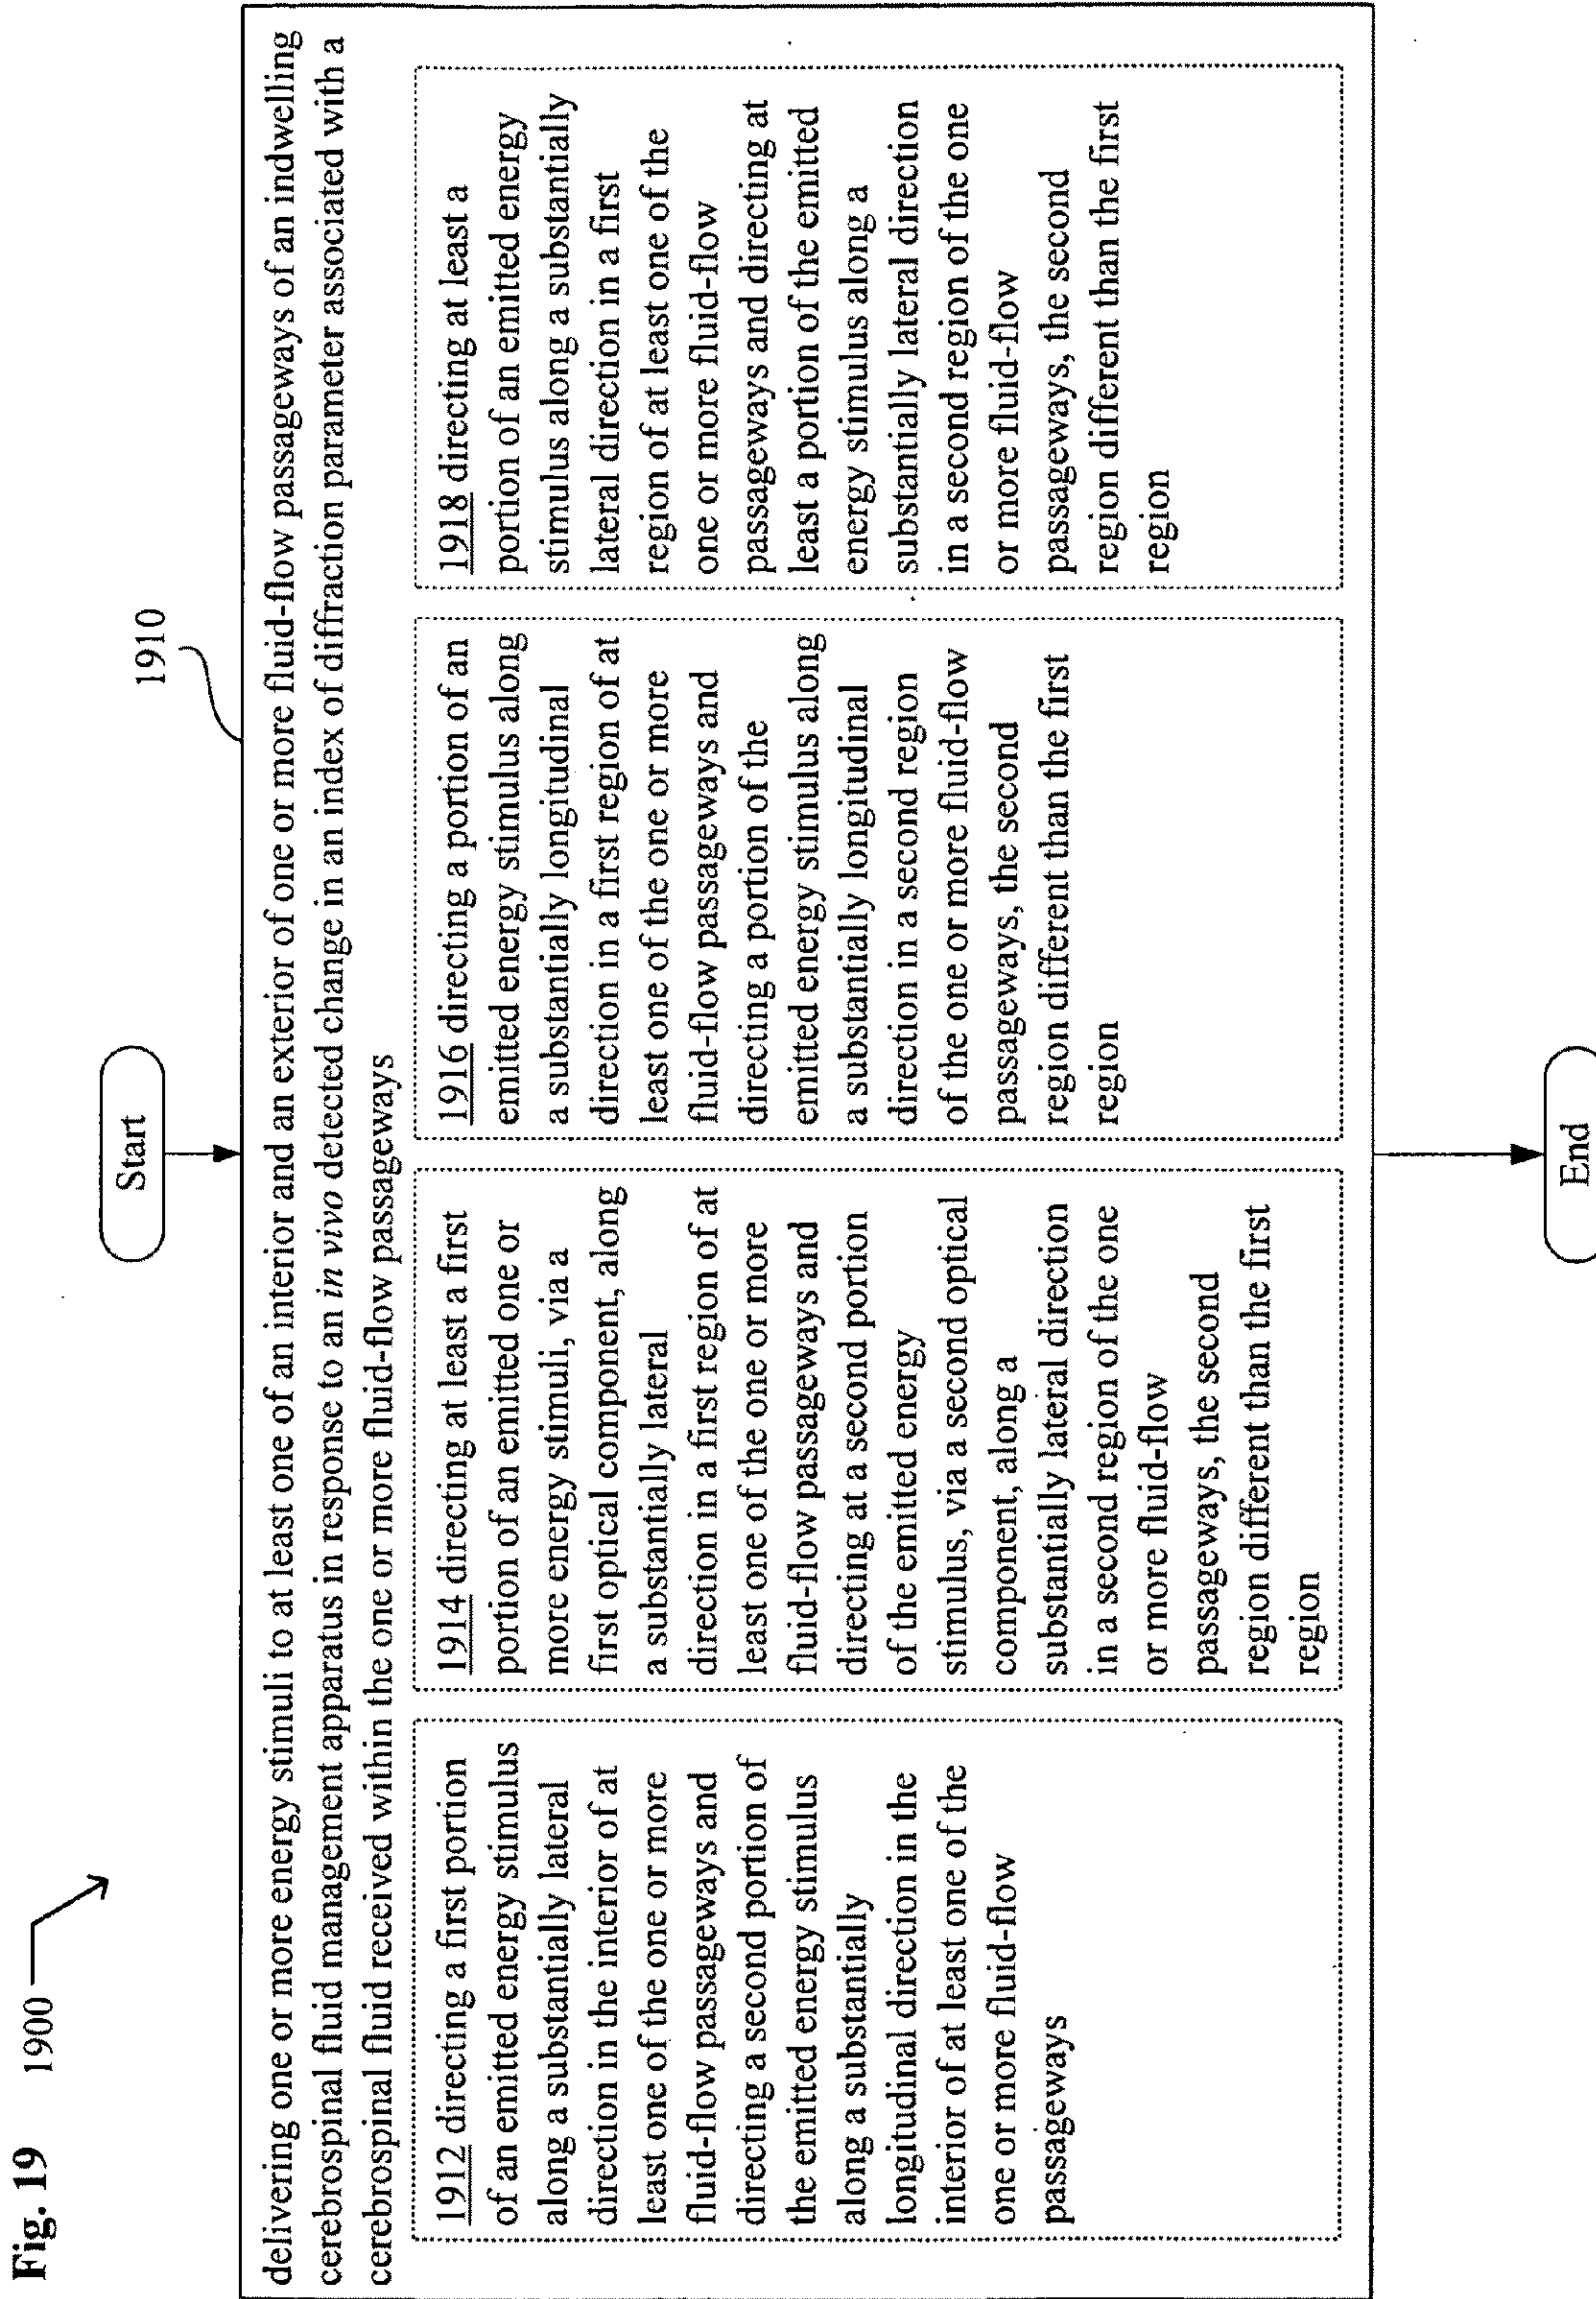 Fig. 19
1900
Start
1910
delivering one or more energy stimuli to at least one of an interior and an exterior of one or more fluid-flow passageways of an indwelling
cerebrospinal fluid management apparatus in response to an in vivo detected change in an index of diffraction parameter associated with a
cerebrospinal fluid received within the one or more fluid-flow passageways
1912 directing a first portion
of an emitted energy stimulus
along a substantially lateral
direction in the interior of at
least one of the one or more
fluid-flow passageways and
directing a second portion of
the emitted energy stimulus
along a substantially
longitudinal direction in the
interior of at least one of the
one or more fluid-flow
passageways
1914 directing at least a first
portion of an emitted one or
more energy stimuli, via a
first optical component, along
a substantially lateral
direction in a first region of at
least one of the one or more
fluid-flow passageways and
directing at a second portion
of the emitted energy
stimulus, via a second optical
component, along a
substantially lateral direction
in a second region of the one
or more fluid-flow
passageways, the second
region different than the first
region
1916 directing a portion of an
emitted energy stimulus along
a substantially longitudinal
direction in a first region of at
least one of the one or more
fluid-flow passageways and
directing a portion of the
emitted energy stimulus along
a substantially longitudinal
direction in a second region
of the one or more fluid-flow
passageways, the second
region different than the first
region
1918 directing at least a
portion of an emitted energy
stimulus along a substantially
lateral direction in a first
region of at least one of the
one or more fluid-flow
passageways and directing at
least a portion of the emitted
energy stimulus along a
substantially lateral direction
in a second region of the one
or more fluid-flow
passageways, the second
region different than the first
region
End